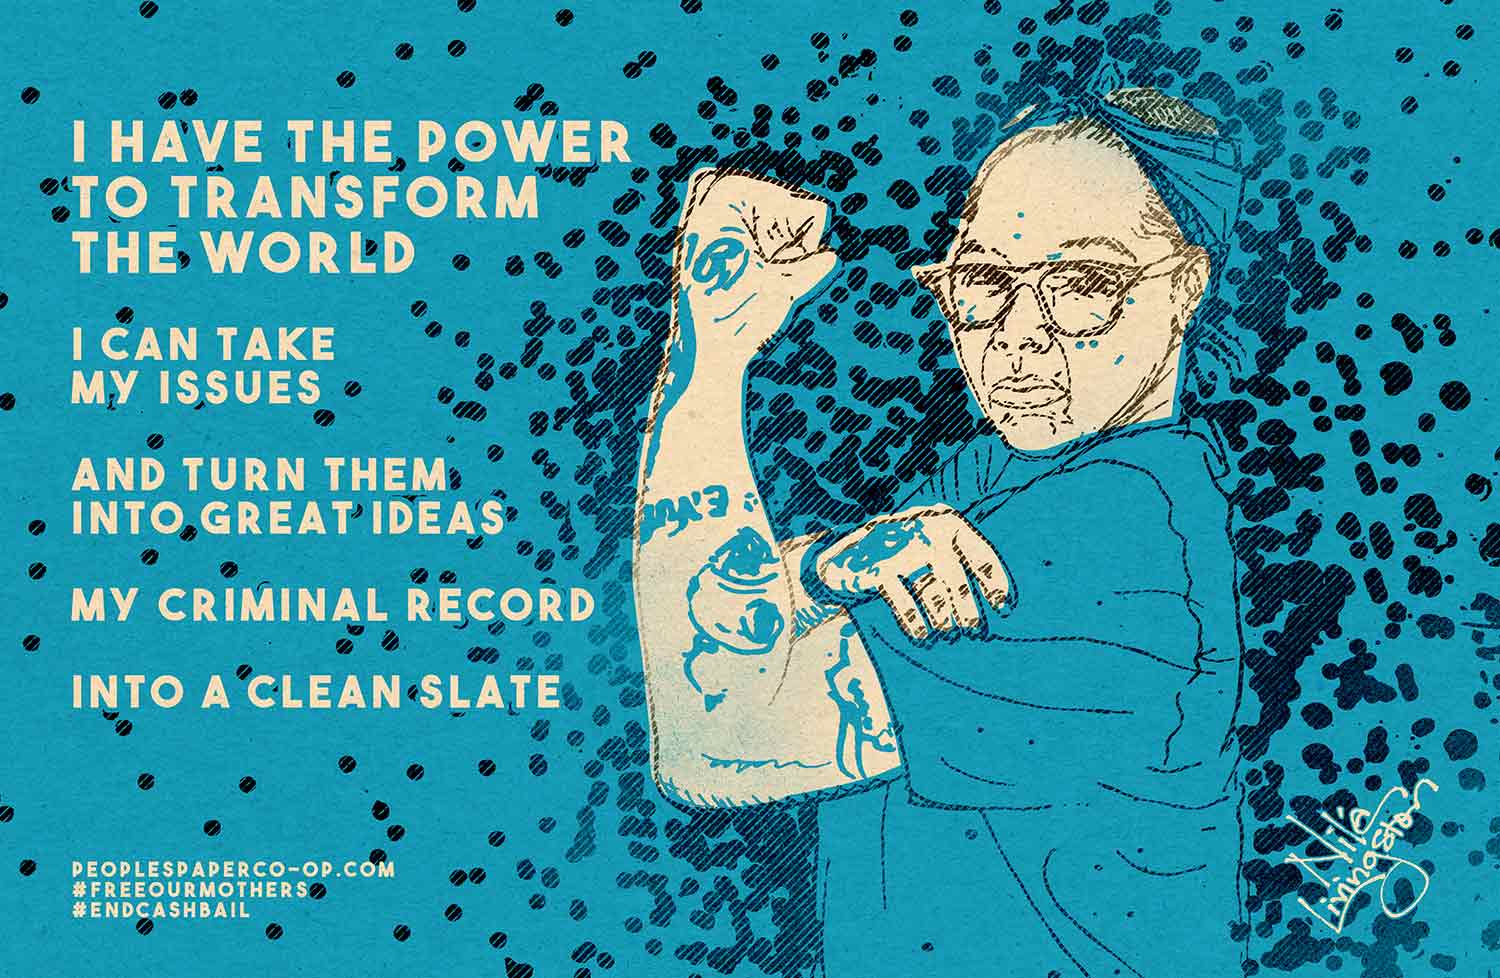 I HAVE THE POWER
TO TRANSFORM
THE WORLD
I CAN TAKE
MY ISSUES
AND TURN THEM
INTO GREAT IDEAS
MY CRIMINAL RECORD
INTO A CLEAN SLATE
PEOPLESPAPERCO-OP.COM
#FREEOURMOTHERS
#ENDCASHBAIL
Livingston